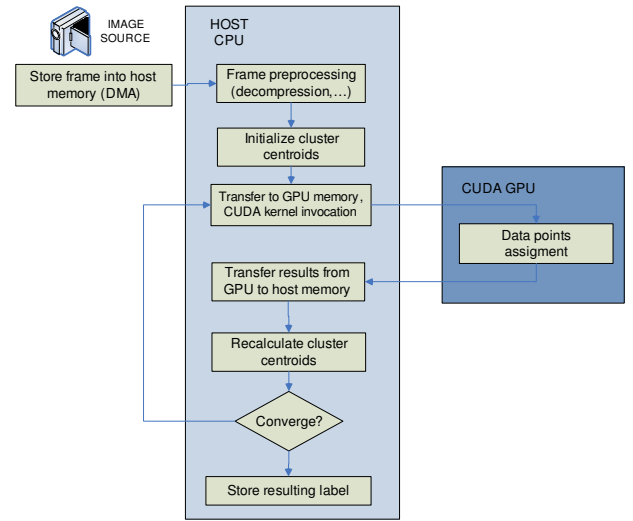 IMAGE
SOURCE
HOST
CPU
Store frame into host
memory (DMA)
Frame preprocessing
(decompression,...)
Initialize cluster
centroids
Transfer to GPU memory,
CUDA kernel invocation
CUDA GPU
Data points
assigment
Transfer results from
GPU to host memory
Recalculate cluster
centroids
Converge?
Store resulting label